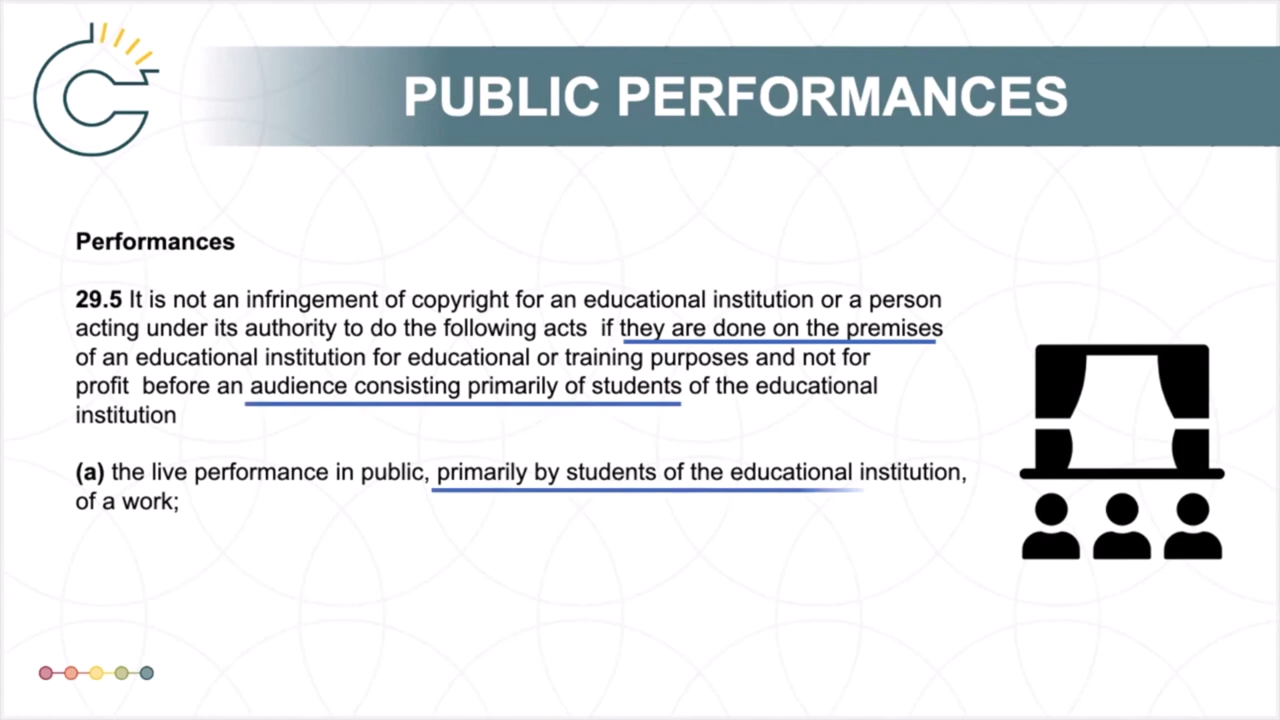 PUBLIC PERFORMANCES
Performances
29.5 It is not an infringement of copyright for an educational institution or a person
acting under its authority to do the following acts  if they are done on the premises
of an educational institution for educational or training purposes and not for
profit  before an audience consisting primarily of students of the educational
institution
(a) the live performance in public, primarily by students of the educational institution,
of a work;